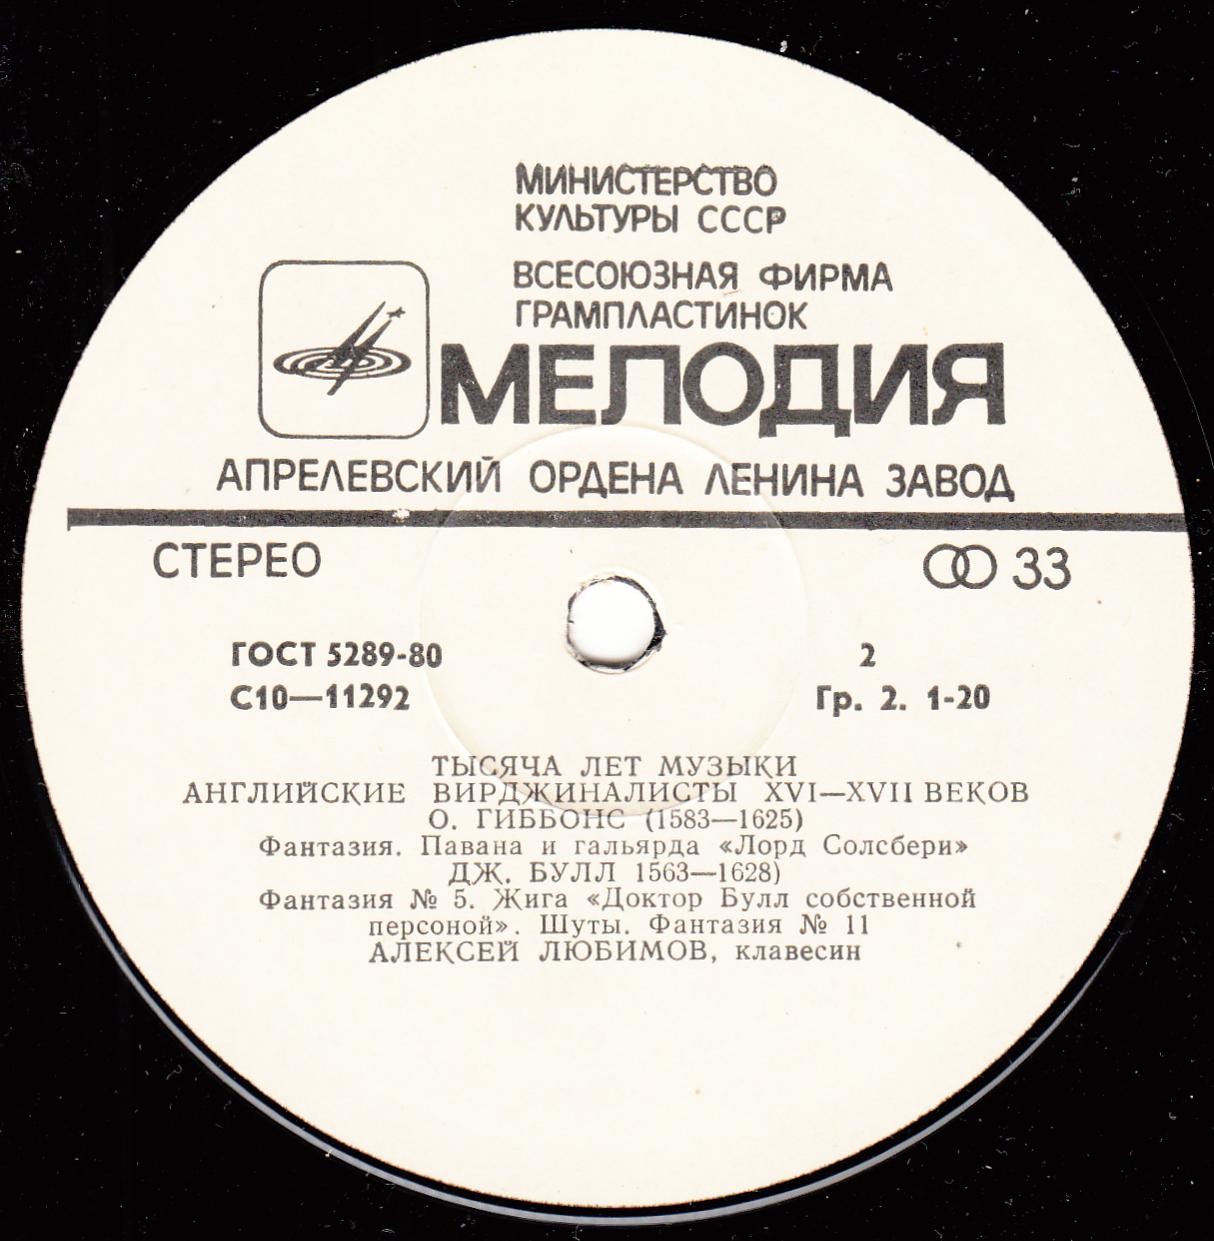 МИНИСТЕРСТВО
КУЛЬТУРЫ СССР
ВСЕСОЮЗНАЯ ФИРМА
ГРАМПЛАСТИНОК
МЕЛОДИЯ
АПРЕЛЕВСКИЙ ОРДЕНА ЛЕНИНА ЗАВОД
СТЕРЕО 33
ГОСТ 5289-80 2
С10—11292 Гр. 2. 1-20
ТЫСЯЧА ЛЕТ МУЗЫКИ
АНГЛИЙСКИЕ ВИРДЖИНАЛИСТЫ XVI—XVII ВЕКОВ
О. ГИББОНС (1583—1625)
Фантазия. Павана и гальярда «Лорд Солсбери»
ДЖ. БУЛЛ 1563—1628)
Фантазия № 5. Жига «Доктор Булл собственной
персоной». Шуты. Фантазия № 11
АЛЕКСЕЙ ЛЮБИМОВ, клавесин